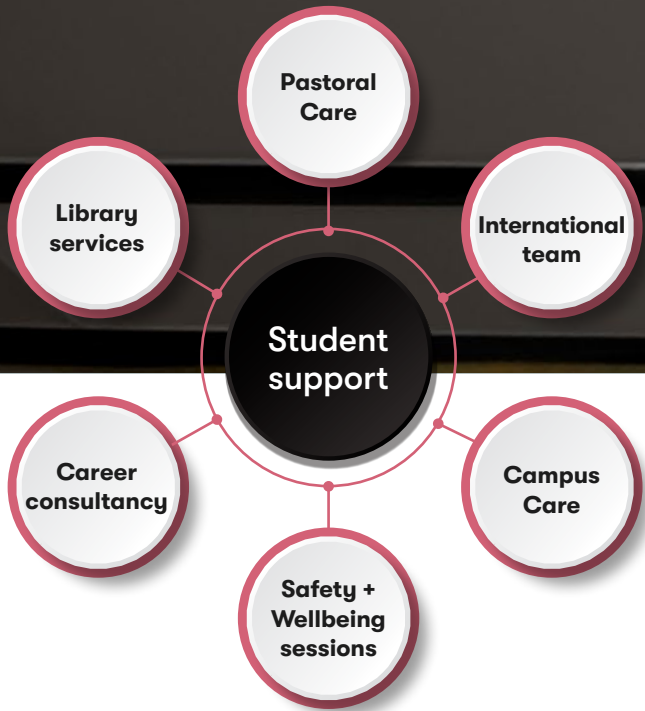 Pastoral
Care
Library
services
International
team
Student
support
Career
consultancy
Campus
Care
Safety +
Wellbeing
sessions